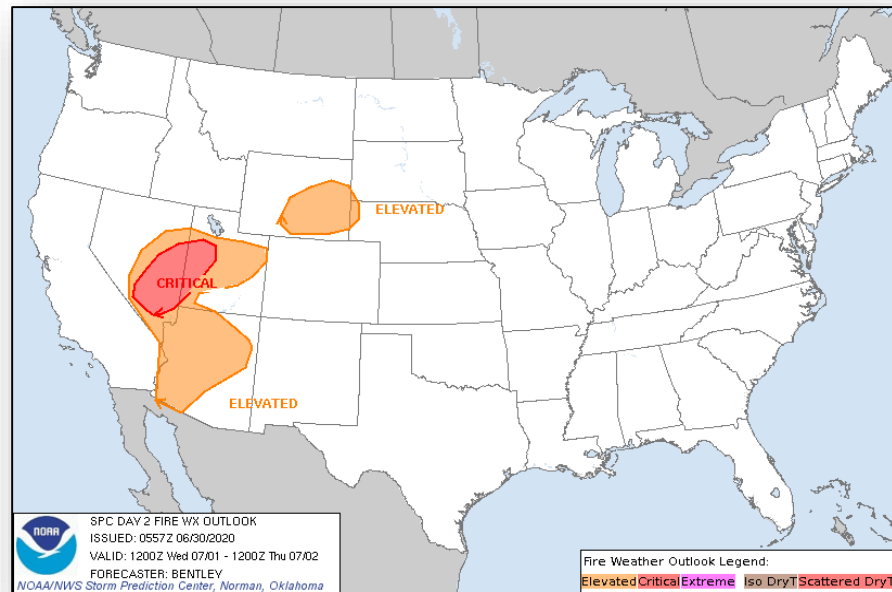 ELEVATED
CRITICAL
ELEVATED
NOAA
SPC DAY 2 FIRE WX OUTLOOK
ISSUED: 0557Z 06/30/2020
VALID: 1200Z Wed 07/01 - 1200Z Thu 07/02
FORECASTER: BENTLEY
NOAA/NWS Storm Prediction Center, Norman, Oklahoma
Fire Weather Outlook Legend:
Elevated Critical Extreme Iso DryT Scattered DryT